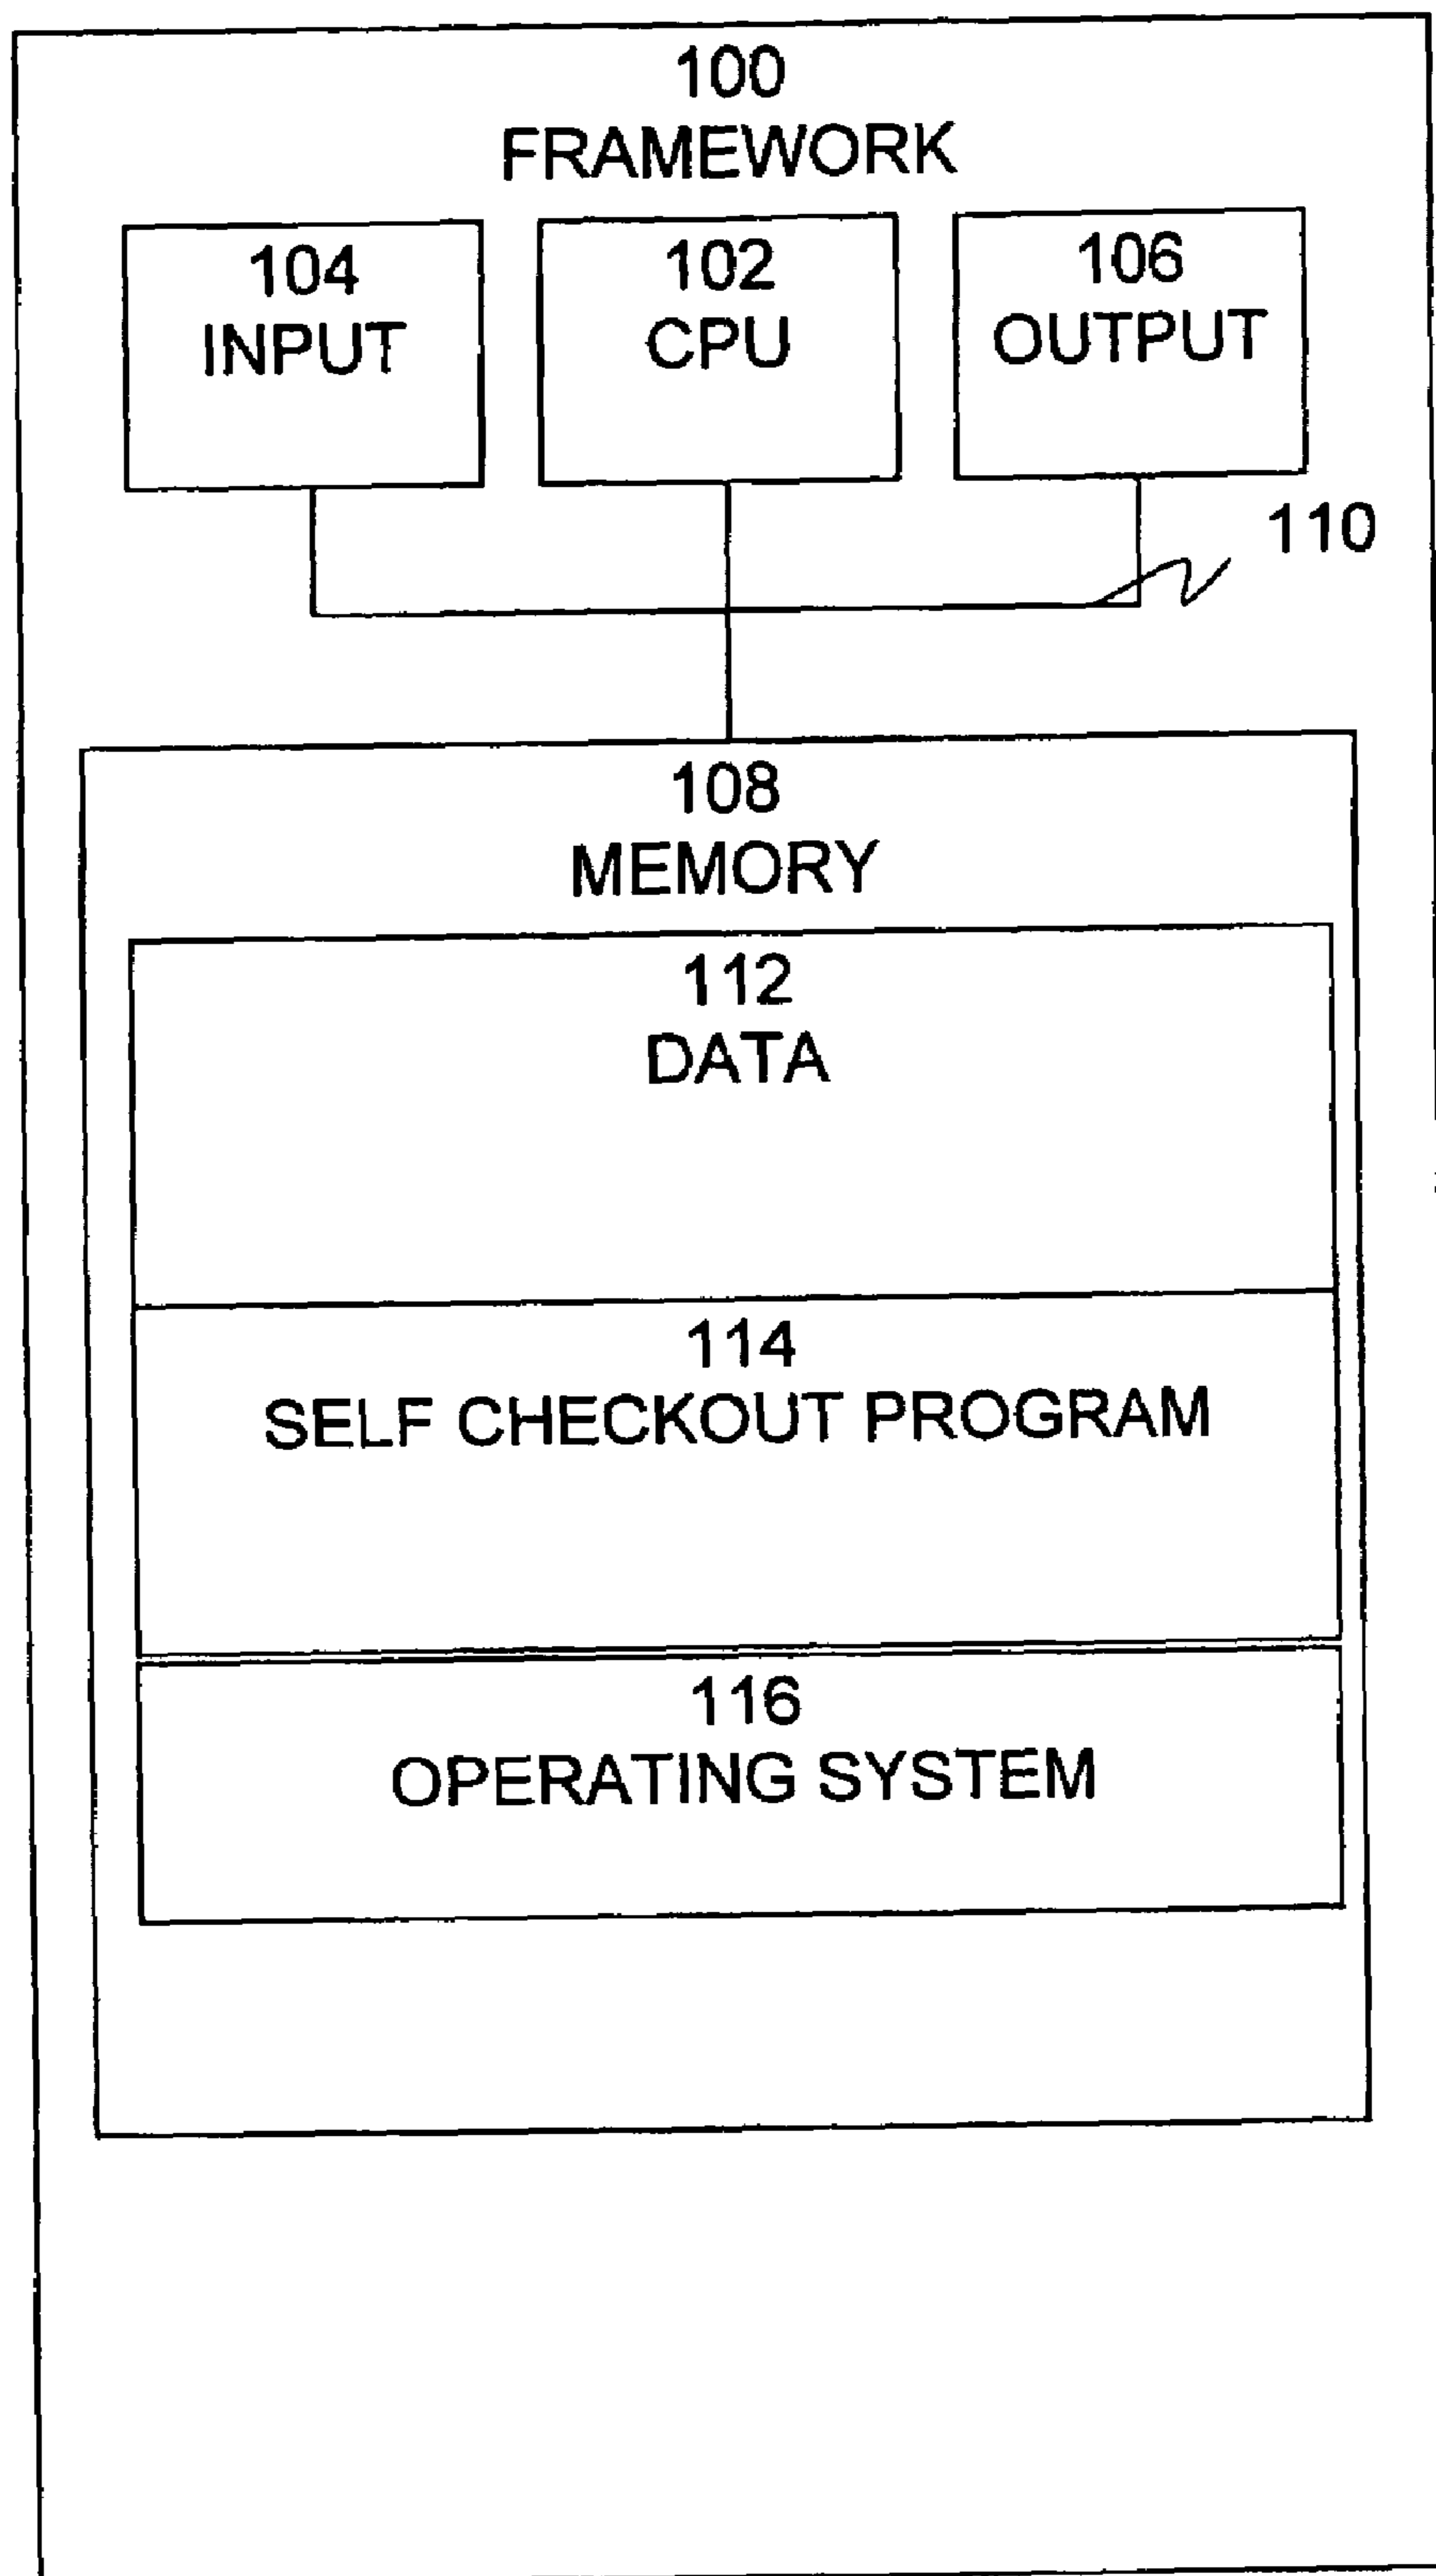 100
FRAMEWORK
104
INPUT
102
CPU
106
OUTPUT
110
108
MEMORY
112
DATA
114
SELF CHECKOUT PROGRAM
116
OPERATING SYSTEM